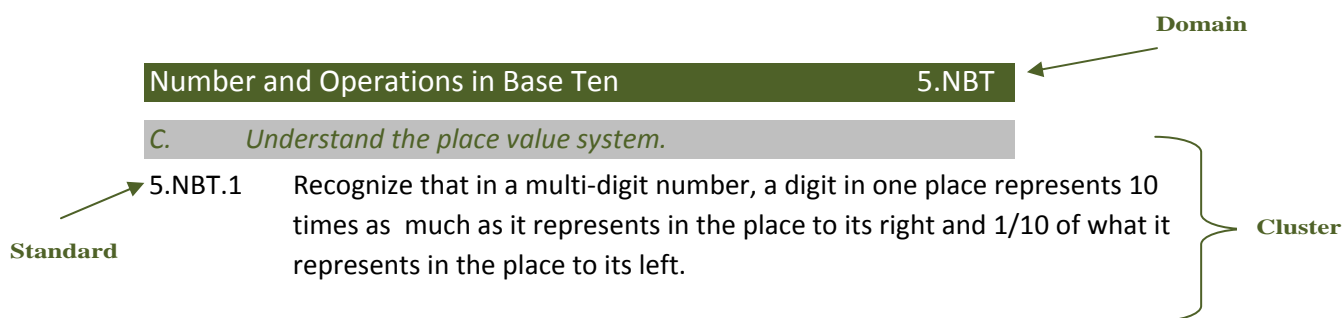 Domain
Number and Operations in Base Ten 5.NBT
C. Understand the place value system.
5.NBT.1 Recognize that in a multi-digit number, a digit in one place represents 10
times as much as it represents in the place to its right and 1/10 of what it
represents in the place to its left.
Standard
Cluster